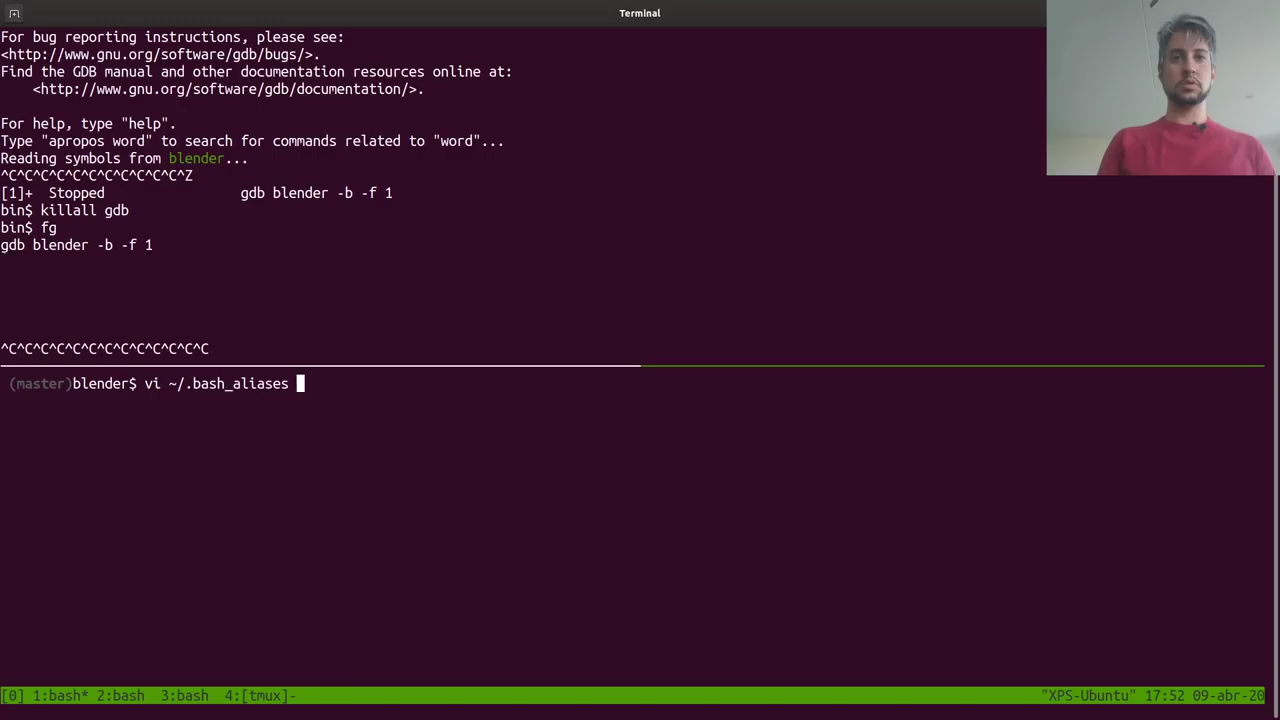 Terminal
For bug reporting instructions, please see:
<http://www.gnu.org/software/gdb/bugs/>.
Find the GDB manual and other documentation resources online at:
    <http://www.gnu.org/software/gdb/documentation/>.
For help, type "help".
Type "apropos word" to search for commands related to "word"...
Reading symbols from blender...
^C^C^C^C^C^C^C^C^C^C^C^Z
[1]+  Stopped                 gdb blender -b -f 1
bin$ killall gdb
bin$ fg
gdb blender -b -f 1
^C^C^C^C^C^C^C^C^C^C^C^C^C
(master)blender$ vi ~/.bash_aliases
[0] 1:bash* 2:bash  3:bash  4:[tmux]- "XPS-Ubuntu" 17:52 09-abr-20